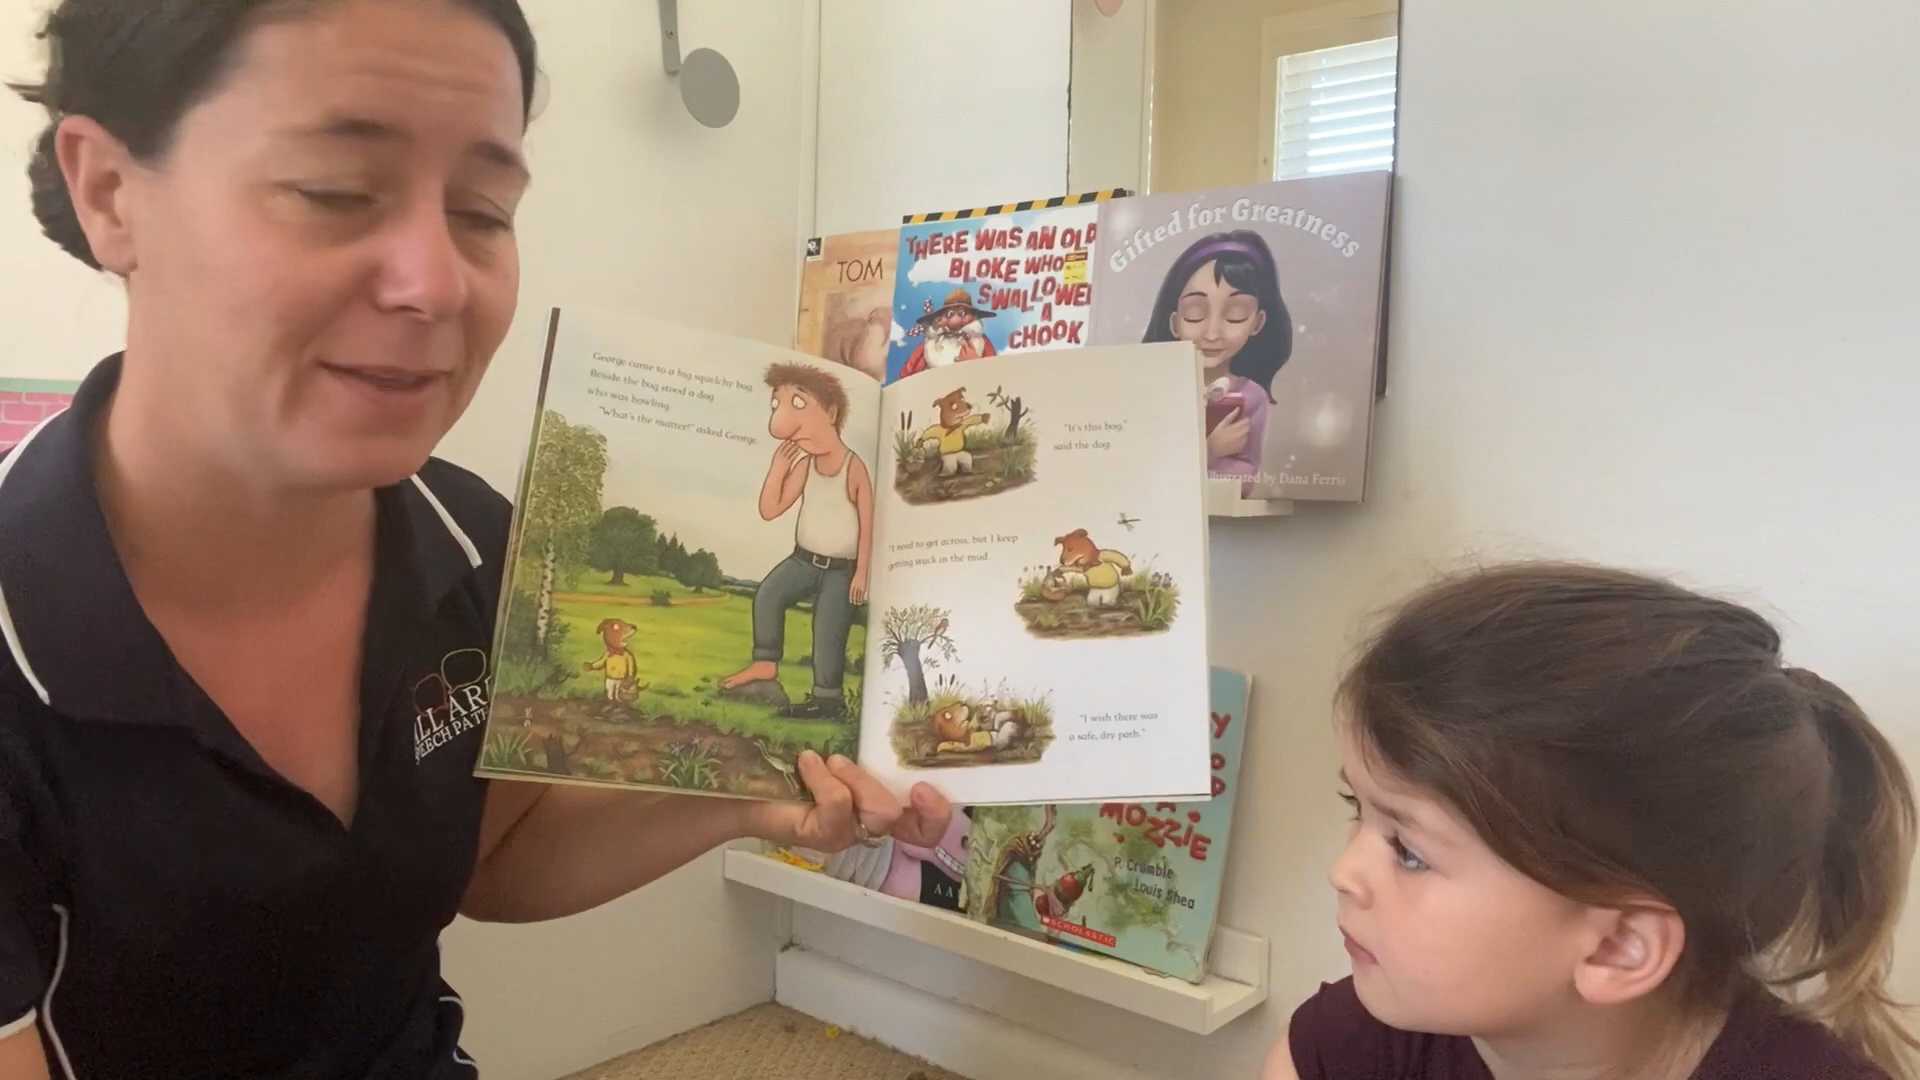 TOM
THERE WAS AN OLD
BLOKE WHO
SWALLOWE
A
CHOOK
Gifted for Greatness
Illustrated by Dana Ferris
George came to a big squelchy bog.
Beside the bog stood a dog
who was howling.
"What's the matter?" asked George.
"It's this bog,"
said the dog.
"I need to get across, but I keep
getting stuck in the mud.
"I wish there was
a safe, dry path."
MOZZIE
P. Crumble
Louis Shea
SCHOLASTIC
AA